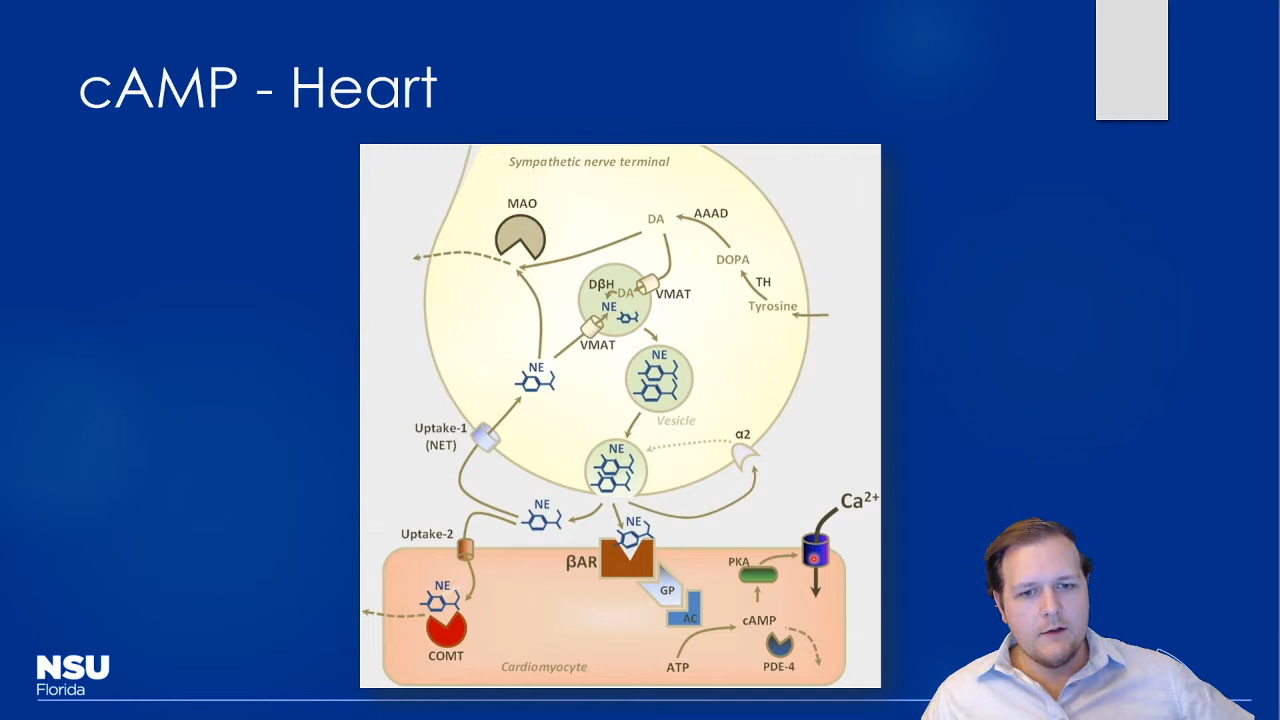 cAMP - Heart
Sympathetic nerve terminal
MAO
DA
AAAD
DOPA
TH
Tyrosine
DβH
DA
NE
VMAT
VMAT
NE
NE
Vesicle
Uptake-1
(NET)
α2
NE
NE
NE
Ca²⁺
Uptake-2
βAR
PKA
NE
GP
AC
cAMP
COMT
Cardiomyocyte
ATP
PDE-4
NSU
Florida